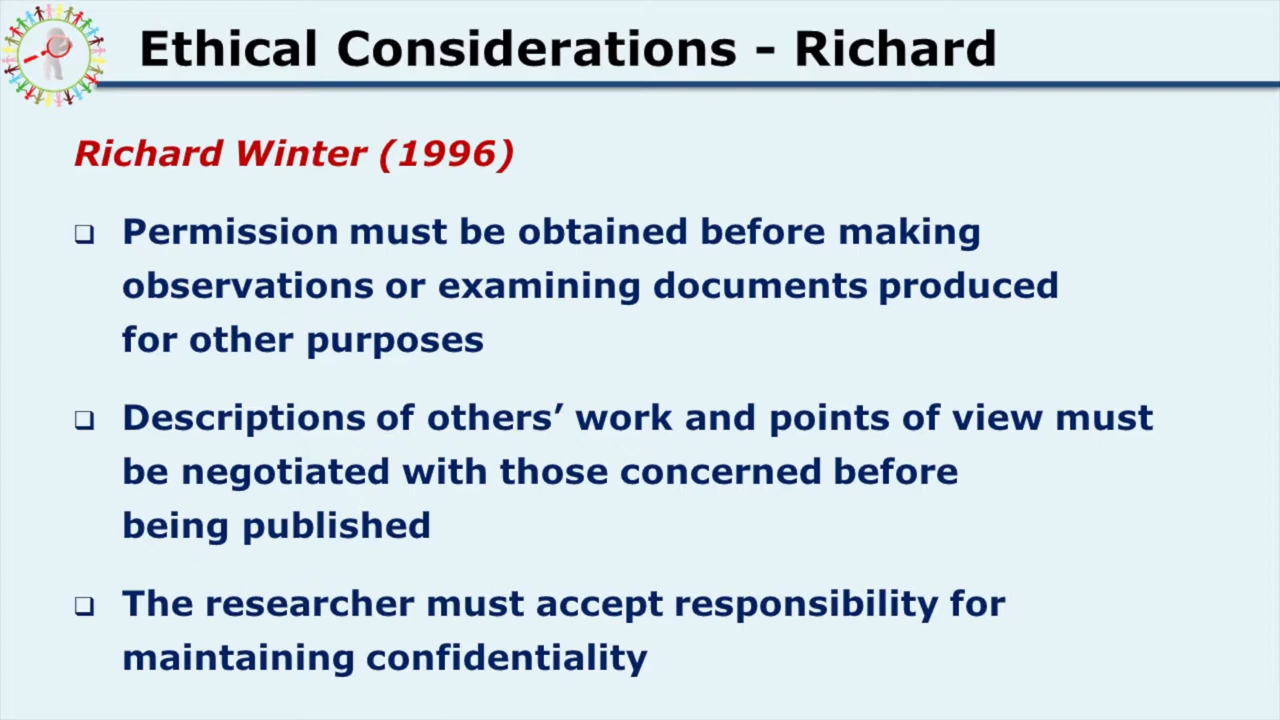 Ethical Considerations - Richard
Richard Winter (1996)
❑ Permission must be obtained before making
observations or examining documents produced
for other purposes
❑ Descriptions of others’ work and points of view must
be negotiated with those concerned before
being published
❑ The researcher must accept responsibility for
maintaining confidentiality